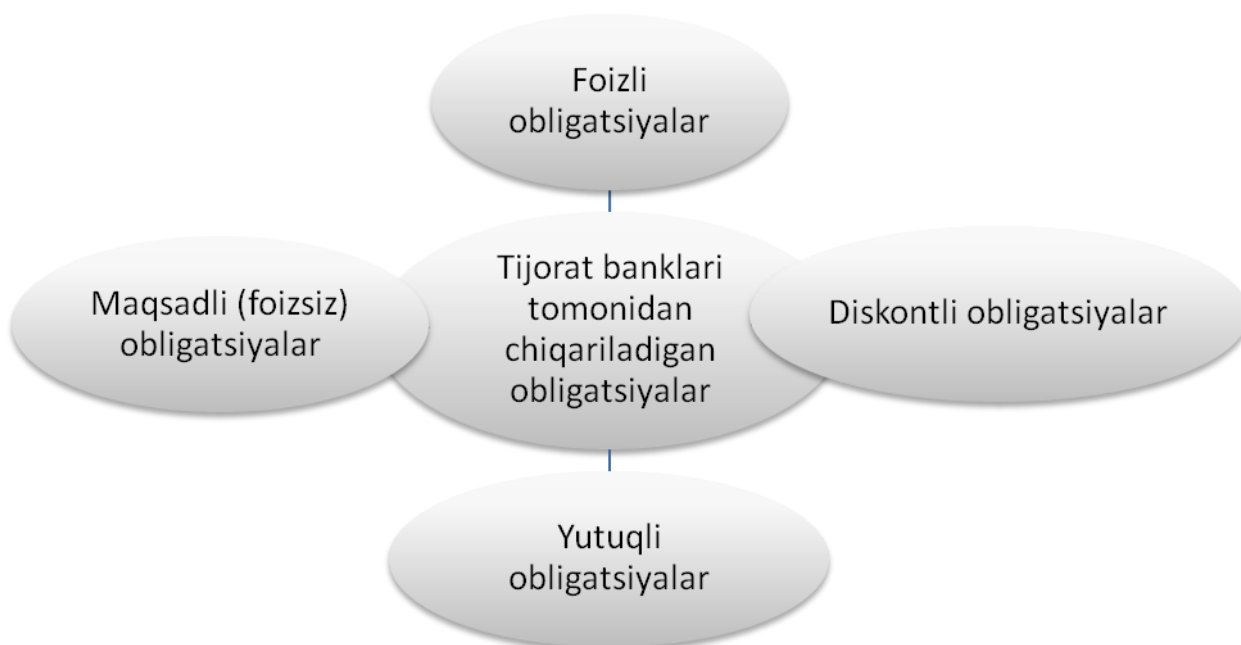 Foizli
obligatsiyalar
Maqsadli (foizsiz)
obligatsiyalar
Tijorat banklari
tomonidan
chiqariladigan
obligatsiyalar
Diskontli obligatsiyalar
Yutuqli
obligatsiyalar